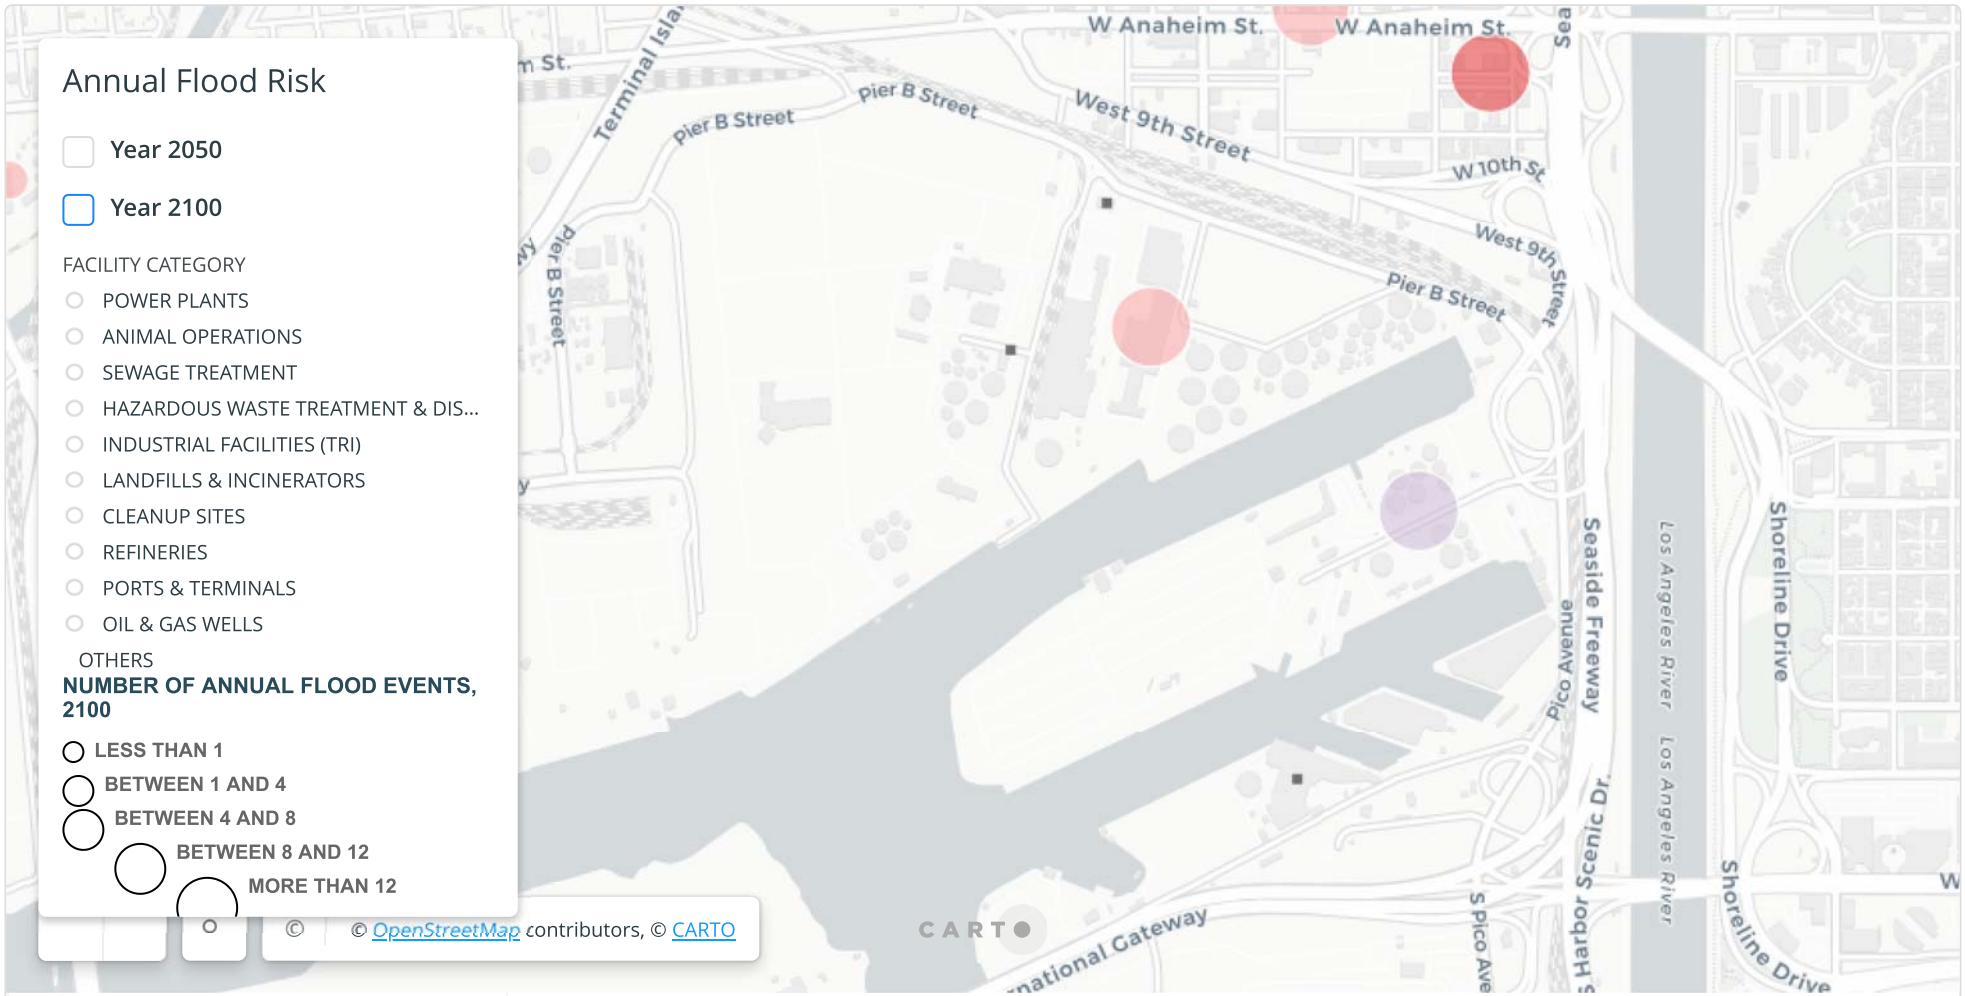 Annual Flood Risk
Year 2050
Year 2100
FACILITY CATEGORY
POWER PLANTS
ANIMAL OPERATIONS
SEWAGE TREATMENT
HAZARDOUS WASTE TREATMENT & DIS...
INDUSTRIAL FACILITIES (TRI)
LANDFILLS & INCINERATORS
CLEANUP SITES
REFINERIES
PORTS & TERMINALS
OIL & GAS WELLS
OTHERS
NUMBER OF ANNUAL FLOOD EVENTS,
2100
LESS THAN 1
BETWEEN 1 AND 4
BETWEEN 4 AND 8
BETWEEN 8 AND 12
MORE THAN 12
©
© OpenStreetMap contributors, © CARTO
CARTO
W Anaheim St.
W Anaheim St.
Sea
m St.
Terminal Isla
Pier B Street
Pier B Street
West 9th Street
W 10th St
West 9th Street
Pier B Street
Pier B Street
wy
y
Seaside Freeway
Pico Avenue
Los Angeles River
Los Angeles River
Shoreline Drive
S Harbor Scenic Dr.
S Pico Ave
Shoreline Drive
rnational Gateway
W